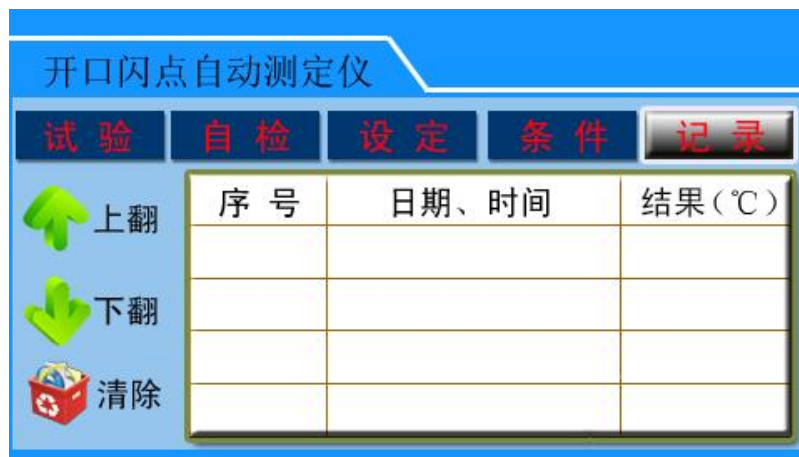 开口闪点自动测定仪
试 验 自 检 设 定 条 件 记 录
序 号 日期、时间 结果(℃)
上翻
下翻
清除